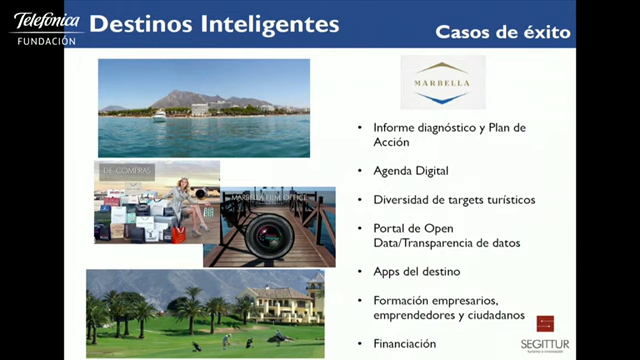 Telefónica
FUNDACIÓN
Destinos Inteligentes
Casos de éxito
MARBELLA
DE COMPRAS
MARBELLA FILM OFFICE
• Informe diagnóstico y Plan de
Acción
• Agenda Digital
• Diversidad de targets turísticos
• Portal de Open
Data/Transparencia de datos
• Apps del destino
• Formación empresarios,
emprendedores y ciudadanos
• Financiación
SEGITTUR
turismo e innovación